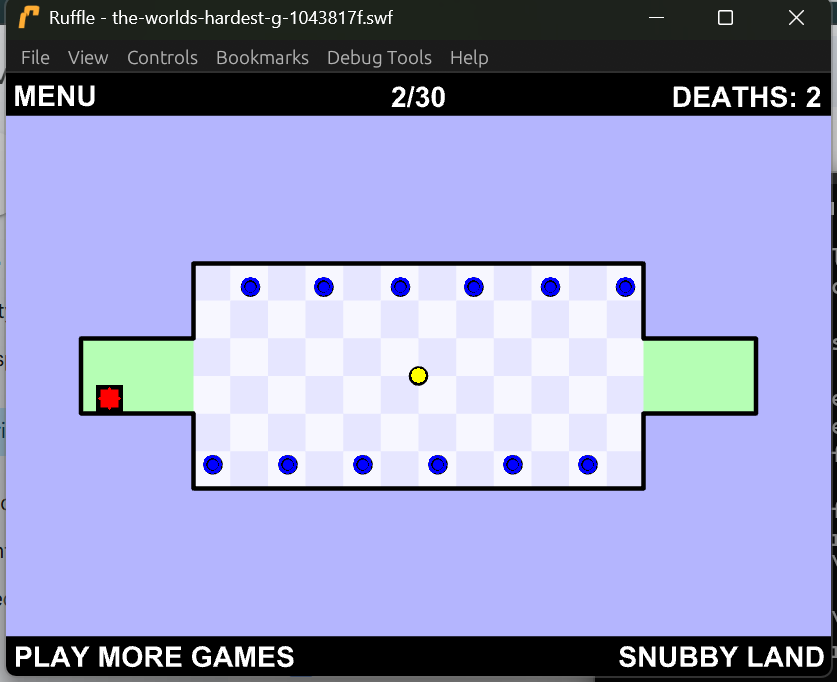 Ruffle - the-worlds-hardest-g-1043817f.swf
File View Controls Bookmarks Debug Tools Help
MENU 2/30 DEATHS: 2
PLAY MORE GAMES SNUBBY LAND